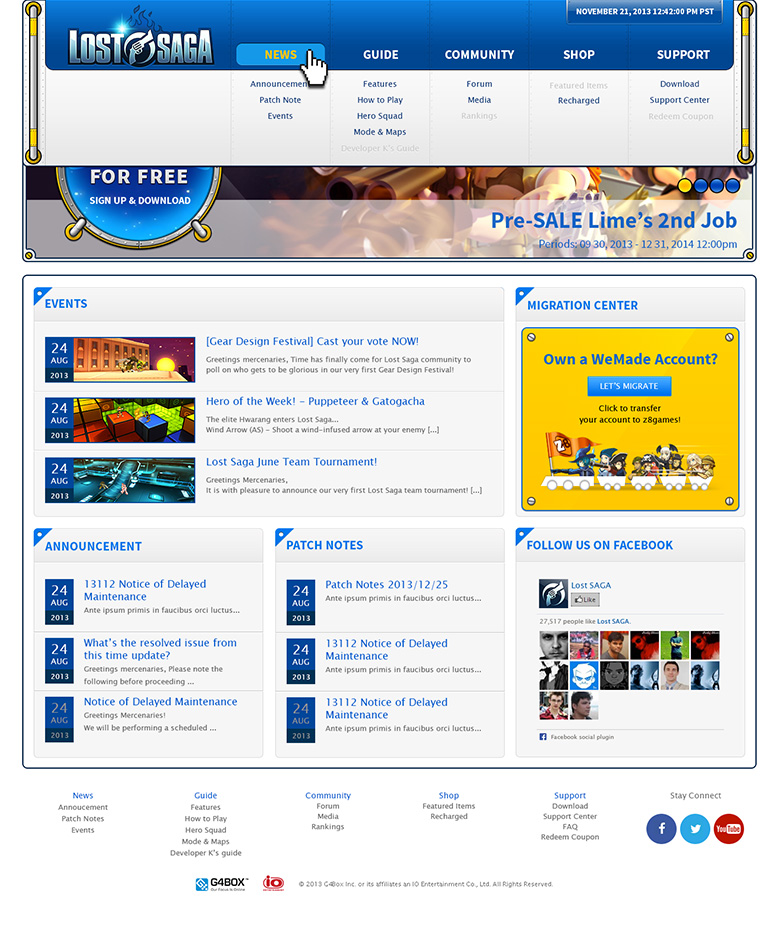 NOVEMBER 21, 2013 12:42:00 PM PST
LOST SAGA
NEWS GUIDE COMMUNITY SHOP SUPPORT
Announcemen
Patch Note
Events
Features
How to Play
Hero Squad
Mode & Maps
Developer K's Guide
Forum
Media
Rankings
Featured Items
Recharged
Download
Support Center
Redeem Coupon
FOR FREE
SIGN UP & DOWNLOAD
Pre-SALE Lime's 2nd Job
Periods: 09 30, 2013 - 12 31, 2014 12:00pm
EVENTS
24
AUG
2013
[Gear Design Festival] Cast your vote NOW!
Greetings mercenaries, Time has finally come for Lost Saga community to
poll on who gets to be glorious in our very first Gear Design Festival!
24
AUG
2013
Hero of the Week! - Puppeteer & Gatogacha
The elite Hwarang enters Lost Saga...
Wind Arrow (AS) - Shoot a wind-infused arrow at your enemy [...]
24
AUG
2013
Lost Saga June Team Tournament!
Greetings Mercenaries,
It is with pleasure to announce our very first Lost Saga team tournament! [...]
MIGRATION CENTER
Own a WeMade Account?
LET'S MIGRATE
Click to transfer
your account to z8games!
ANNOUNCEMENT
24
AUG
2013
13112 Notice of Delayed
Maintenance
Ante ipsum primis in faucibus orci luctus...
24
AUG
2013
What's the resolved issue from
this time update?
Greetings mercenaries, Please note the
following before proceeding ...
24
AUG
2013
Notice of Delayed Maintenance
Greetings Mercenaries!
We will be performing a scheduled ...
PATCH NOTES
24
AUG
2013
Patch Notes 2013/12/25
Ante ipsum primis in faucibus orci luctus...
24
AUG
2013
13112 Notice of Delayed
Maintenance
Ante ipsum primis in faucibus orci luctus...
24
AUG
2013
13112 Notice of Delayed
Maintenance
Ante ipsum primis in faucibus orci luctus...
FOLLOW US ON FACEBOOK
Lost SAGA
Like
27,517 people like Lost SAGA.
Facebook social plugin
News
Annoucement
Patch Notes
Events
Guide
Features
How to Play
Hero Squad
Mode & Maps
Developer K's guide
Community
Forum
Media
Rankings
Shop
Featured Items
Recharged
Support
Download
Support Center
FAQ
Redeem Coupon
Stay Connect
YouTube
G4BOX
Our Focus is Online
© 2013 G4Box Inc. or its affiliates an IO Entertainment Co., Ltd. All Rights Reserved.